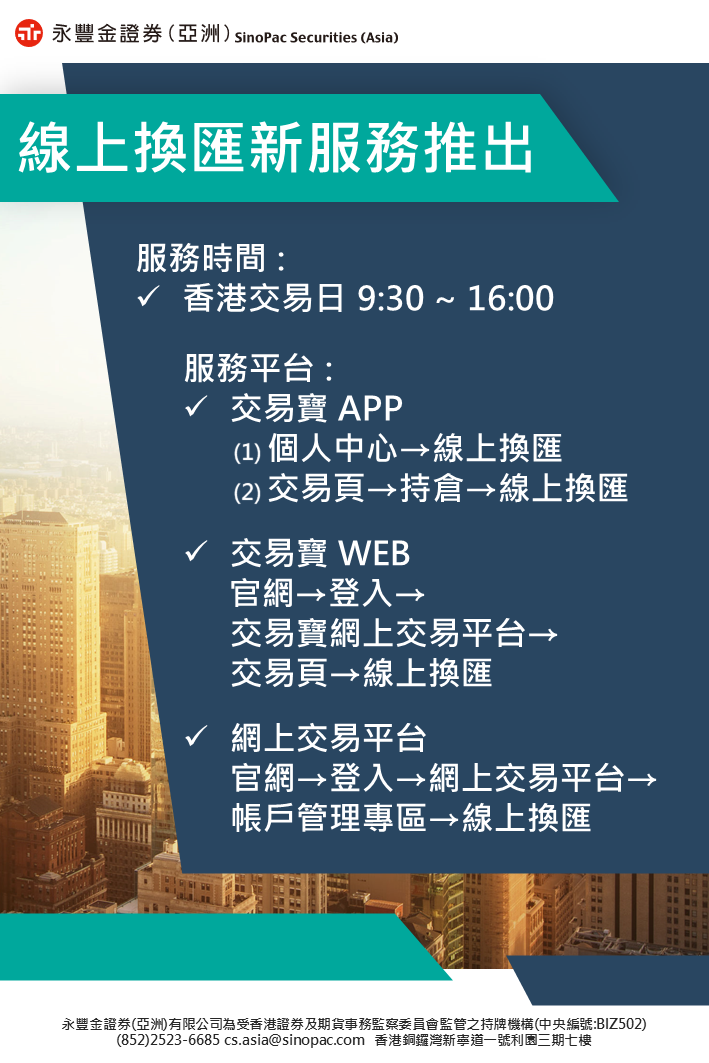 永豐金證券(亞洲) SinoPac Securities (Asia)
線上換匯新服務推出
服務時間：
✓ 香港交易日 9:30 ~ 16:00
服務平台：
✓ 交易寶 APP
(1) 個人中心→線上換匯
(2) 交易頁→持倉→線上換匯
✓ 交易寶 WEB
官網→登入→
交易寶網上交易平台→
交易頁→線上換匯
✓ 網上交易平台
官網→登入→網上交易平台→
帳戶管理專區→線上換匯
永豐金證券(亞洲)有限公司為受香港證券及期貨事務監察委員會監管之持牌機構(中央編號:BIZ502)
(852)2523-6685 cs.asia@sinopac.com 香港銅鑼灣新寧道一號利園三期七樓